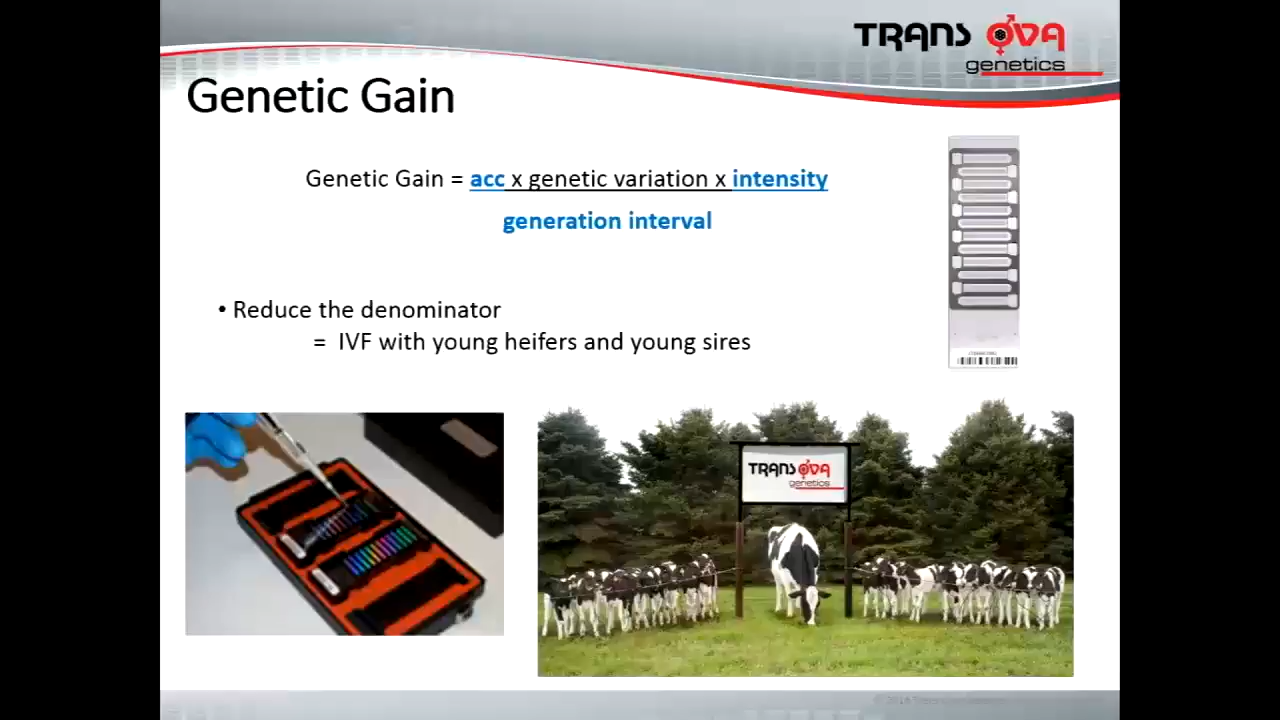 TRANS OVA
genetics
Genetic Gain
Genetic Gain = acc x genetic variation x intensity
generation interval
• Reduce the denominator
= IVF with young heifers and young sires
TRANS OVA
genetics